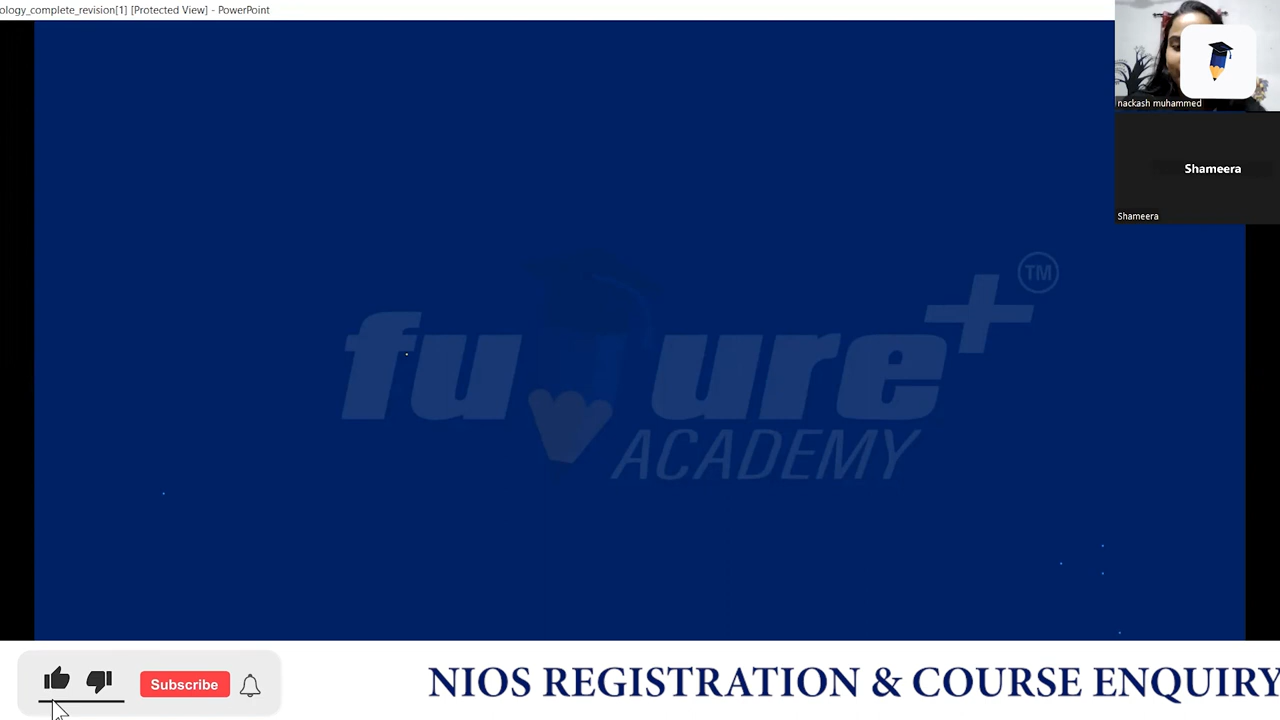 ology_complete_revision[1] [Protected View] - PowerPoint
nackash muhammed
Shameera
Shameera
future+ TM
ACADEMY
Subscribe
NIOS REGISTRATION & COURSE ENQUIRY